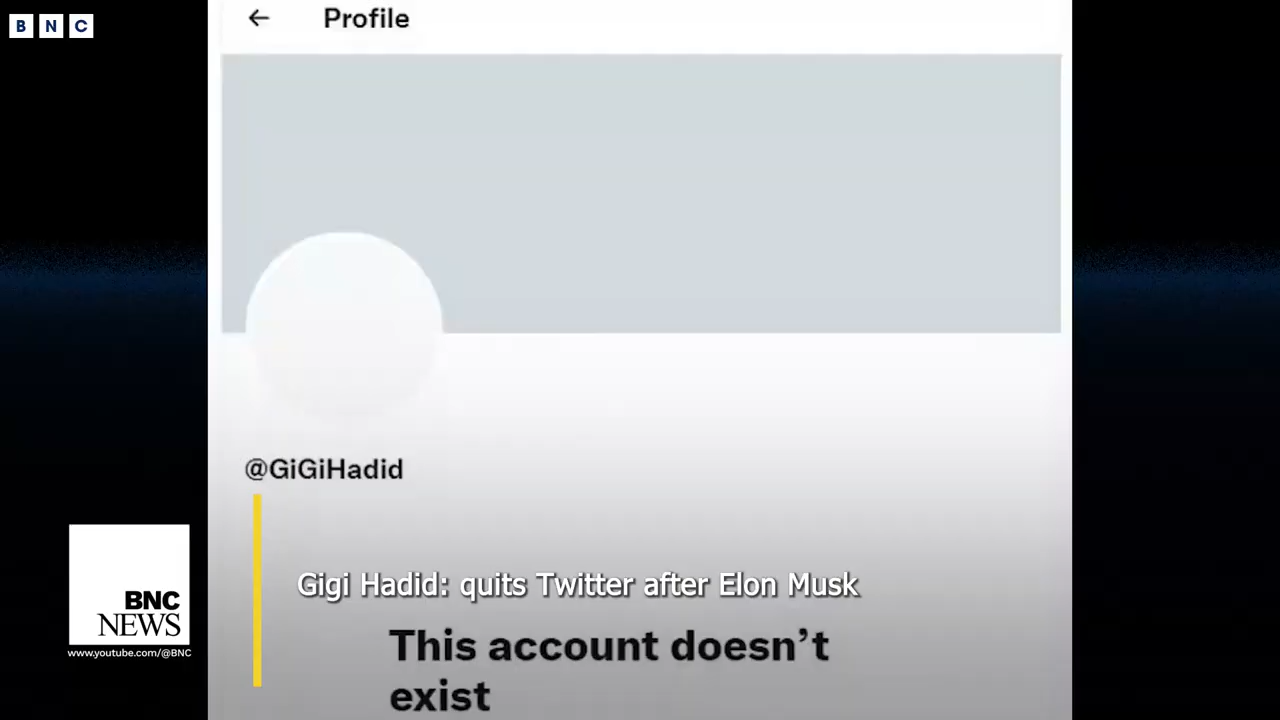 BNC
Profile
@GiGiHadid
Gigi Hadid: quits Twitter after Elon Musk
This account doesn’t
exist
BNC
NEWS
www.youtube.com/@BNC